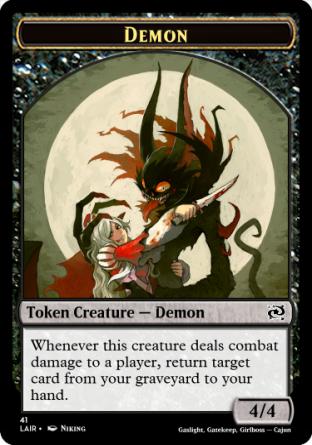 DEMON
Token Creature — Demon
Whenever this creature deals combat
damage to a player, return target
card from your graveyard to your
hand.
4/4
41
LAIR • NIKING
Gaslight, Gatekeep, Girlboss — Cajun